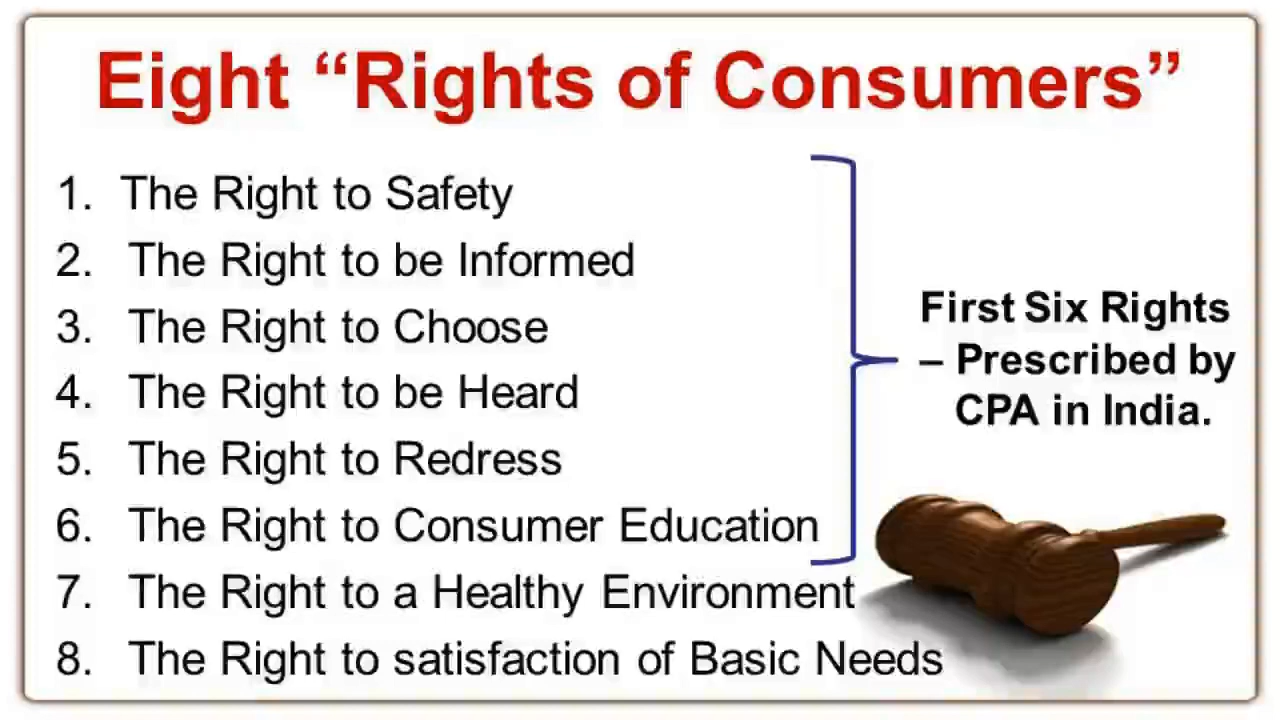 Eight “Rights of Consumers”
1. The Right to Safety
2. The Right to be Informed
3. The Right to Choose
4. The Right to be Heard
5. The Right to Redress
6. The Right to Consumer Education
7. The Right to a Healthy Environment
8. The Right to satisfaction of Basic Needs
First Six Rights
– Prescribed by
CPA in India.